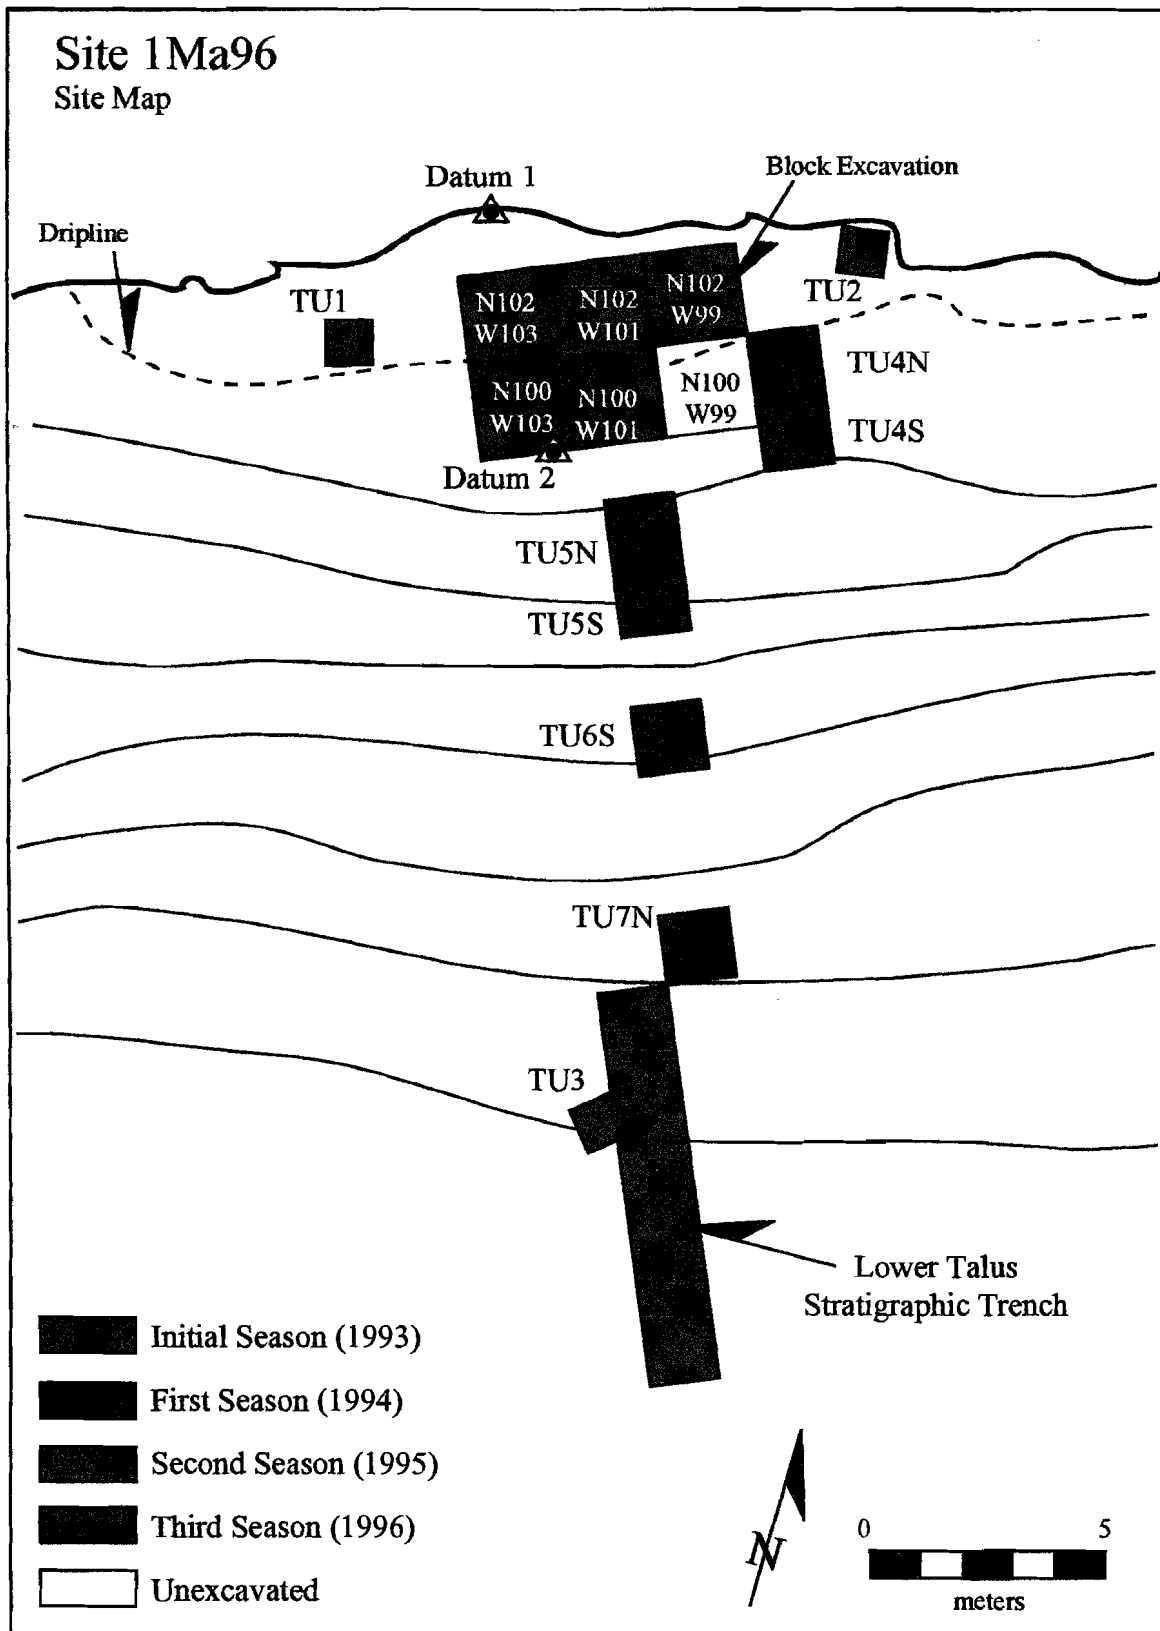 Site 1Ma96
Site Map
Datum 1
Block Excavation
Dripline
TU1
TU2
N102
W103
N102
W101
N102
W99
N100
W103
N100
W101
N100
W99
TU4N
TU4S
Datum 2
TU5N
TU5S
TU6S
TU7N
TU3
Lower Talus
Stratigraphic Trench
Initial Season (1993)
First Season (1994)
Second Season (1995)
Third Season (1996)
Unexcavated
N
0 5
meters